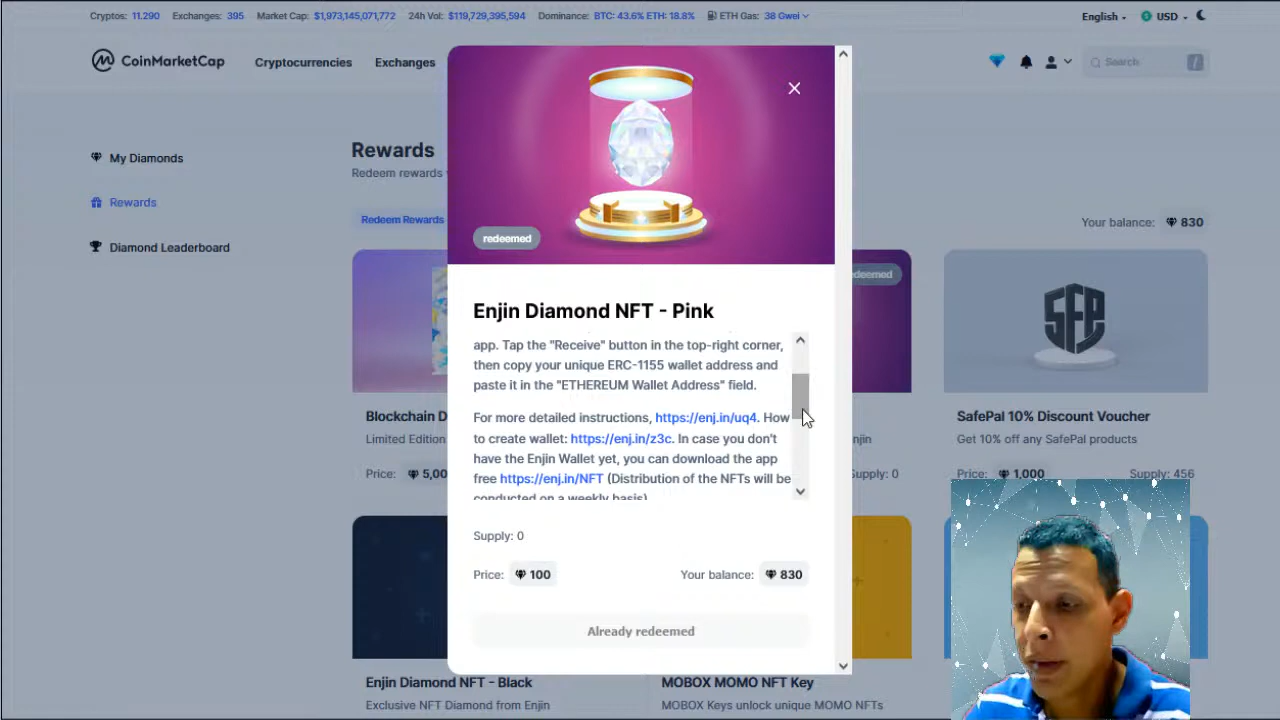 Cryptos: 11.290 Exchanges: 395 Market Cap: $1,973,145,071,772 24h Vol: $119,729,395,594 Dominance: BTC: 43.6% ETH: 18.8% ETH Gas: 38 Gwei English USD
CoinMarketCap Cryptocurrencies Exchanges Search /
My Diamonds
Rewards
Diamond Leaderboard
Rewards
Redeem rewards
Redeem Rewards
Your balance: 830
redeemed
Enjin Diamond NFT - Pink
app. Tap the "Receive" button in the top-right corner,
then copy your unique ERC-1155 wallet address and
paste it in the "ETHEREUM Wallet Address" field.
For more detailed instructions, https://enj.in/uq4. How
to create wallet: https://enj.in/z3c. In case you don't
have the Enjin Wallet yet, you can download the app
free https://enj.in/NFT (Distribution of the NFTs will be
conducted on a weekly basis)
Supply: 0
Price: 100 Your balance: 830
Already redeemed
Blockchain D
Limited Edition
Price: 5,00
deemed
njin
Supply: 0
SFP
SafePal 10% Discount Voucher
Get 10% off any SafePal products
Price: 1,000 Supply: 456
Enjin Diamond NFT - Black
Exclusive NFT Diamond from Enjin
MOBOX MOMO NFT Key
MOBOX Keys unlock unique MOMO NFTs